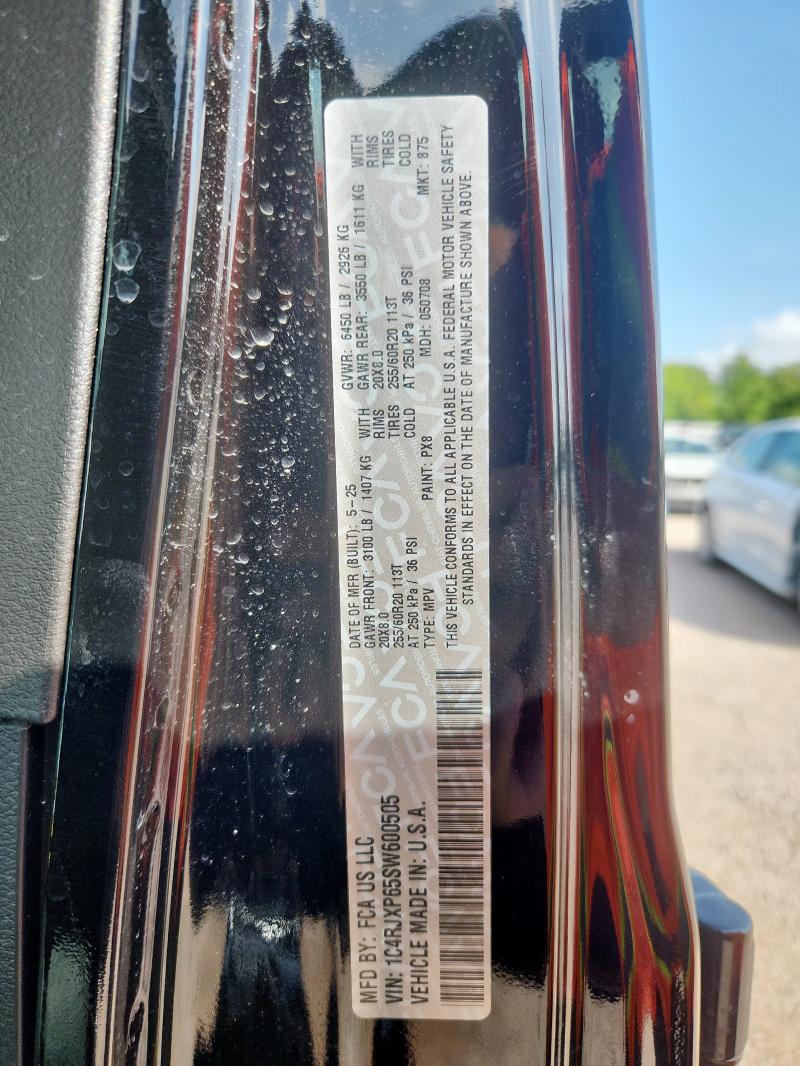 MFD BY: FCA US LLC
VIN: 1C4RJXP65SW600505
VEHICLE MADE IN: U.S.A.
DATE OF MFR (BUILT): 5-25 GVWR: 6450 LB / 2926 KG
GAWR FRONT: 3100 LB / 1407 KG WITH GAWR REAR: 3550 LB / 1611 KG WITH
20X8.0 RIMS 20X8.0 RIMS
255/60R20 113T TIRES 255/60R20 113T TIRES
AT 250 kPa / 36 PSI COLD AT 250 kPa / 36 PSI COLD
TYPE: MPV PAINT: PX8 MDH: 050708 MKT: 875
THIS VEHICLE CONFORMS TO ALL APPLICABLE U.S.A. FEDERAL MOTOR VEHICLE SAFETY
STANDARDS IN EFFECT ON THE DATE OF MANUFACTURE SHOWN ABOVE.